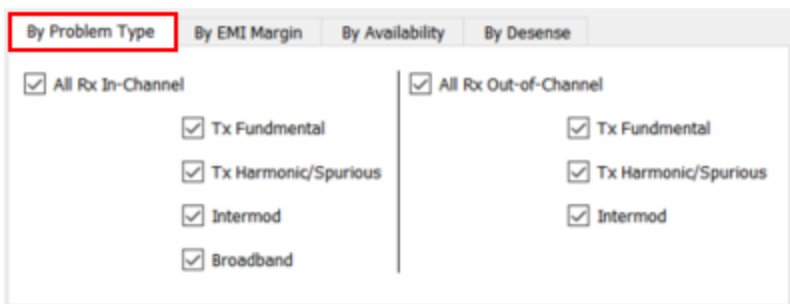 By Problem Type By EMI Margin By Availability By Desense
All Rx In-Channel All Rx Out-of-Channel
Tx Fundmental Tx Fundmental
Tx Harmonic/Spurious Tx Harmonic/Spurious
Intermod Intermod
Broadband